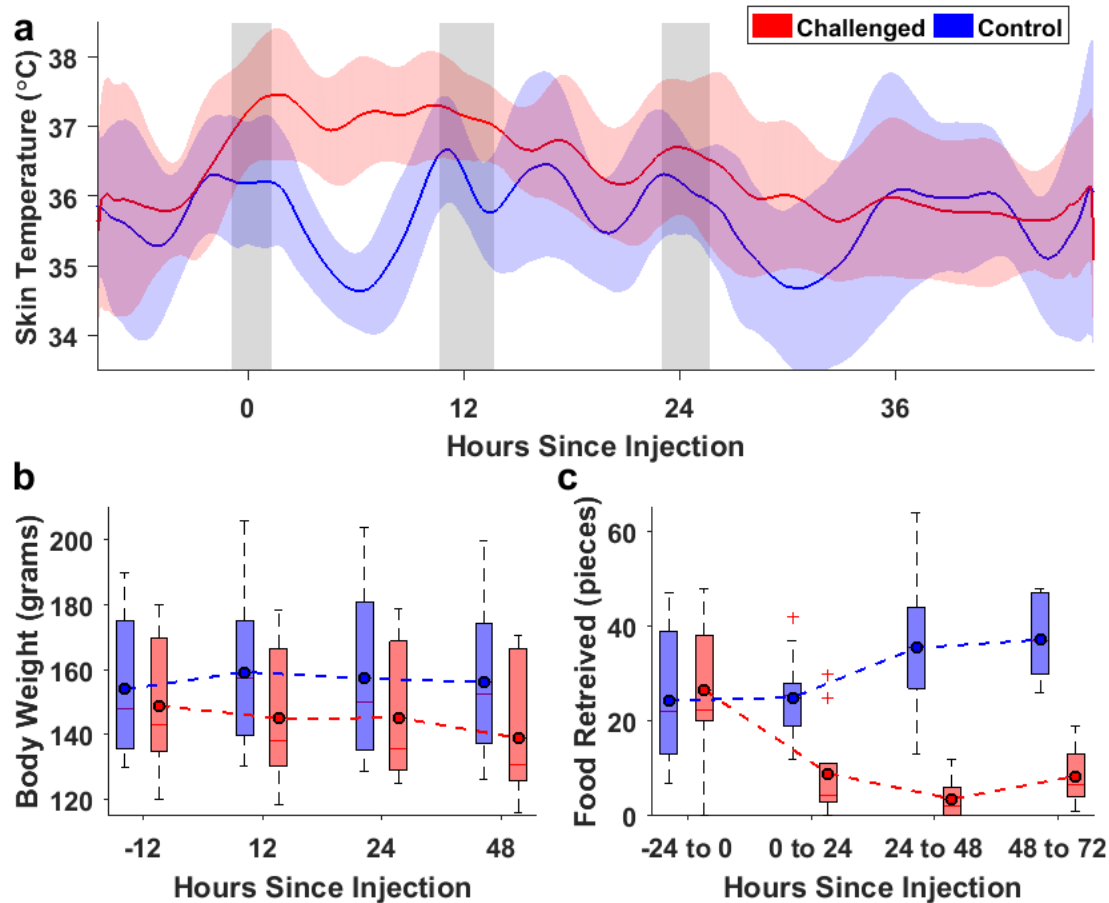 a
Challenged Control
Skin Temperature (°C)
38
37
36
35
34
0 12 24 36
Hours Since Injection
b
Body Weight (grams)
200
180
160
140
120
-12 12 24 48
Hours Since Injection
c
Food Retreived (pieces)
60
40
20
0
-24 to 0 0 to 24 24 to 48 48 to 72
Hours Since Injection